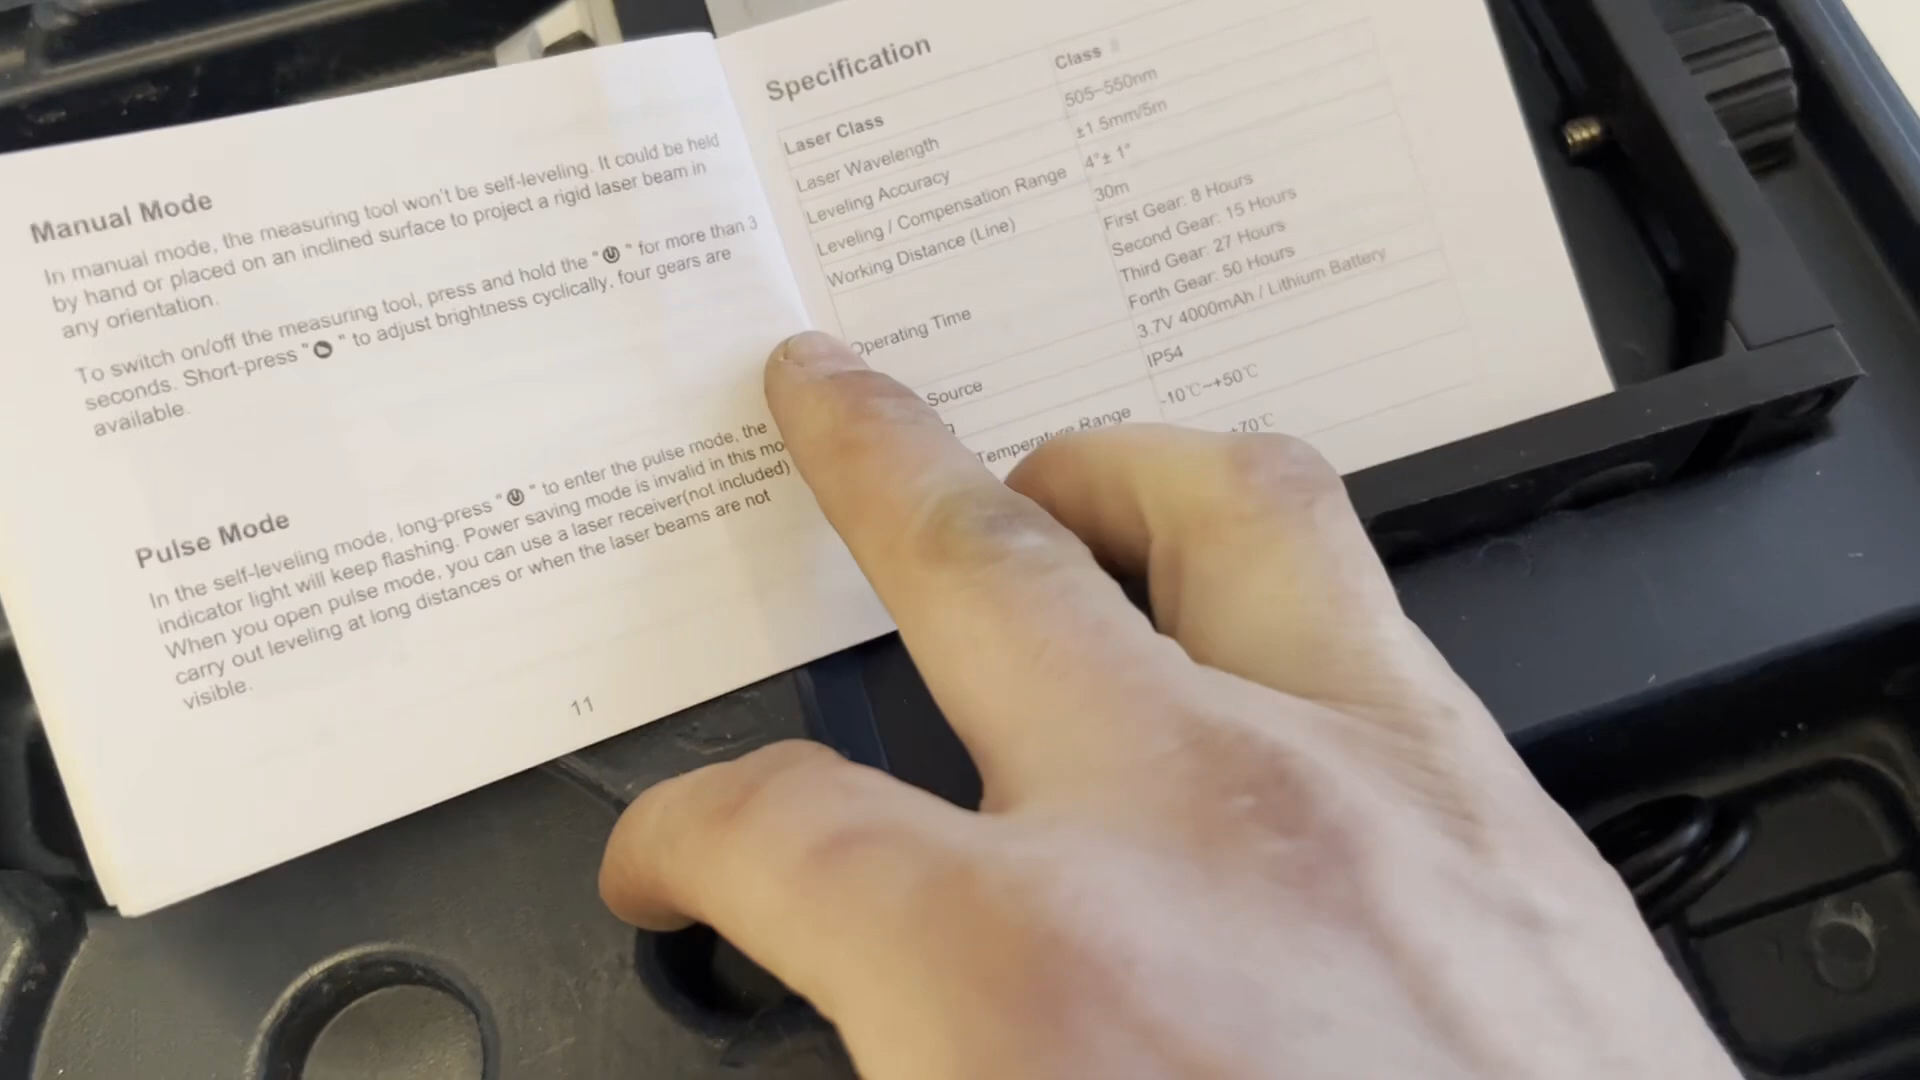 Manual Mode
In manual mode, the measuring tool won't be self-leveling. It could be held
by hand or placed on an inclined surface to project a rigid laser beam in
any orientation.
To switch on/off the measuring tool, press and hold the " " for more than 3
seconds. Short-press " " to adjust brightness cyclically, four gears are
available.
Pulse Mode
In the self-leveling mode, long-press " " to enter the pulse mode, the
indicator light will keep flashing. Power saving mode is invalid in this mo
When you open pulse mode, you can use a laser receiver(not included)
carry out leveling at long distances or when the laser beams are not
visible.
11
Specification
Laser Class Class
Laser Wavelength 505~550nm
Leveling Accuracy ±1.5mm/5m
Leveling / Compensation Range 4°± 1°
Working Distance (Line) 30m
Operating Time First Gear: 8 Hours
Second Gear: 15 Hours
Third Gear: 27 Hours
Forth Gear: 50 Hours
Source 3.7V 4000mAh / Lithium Battery
IP54
Temperature Range -10℃~+50℃
+70℃